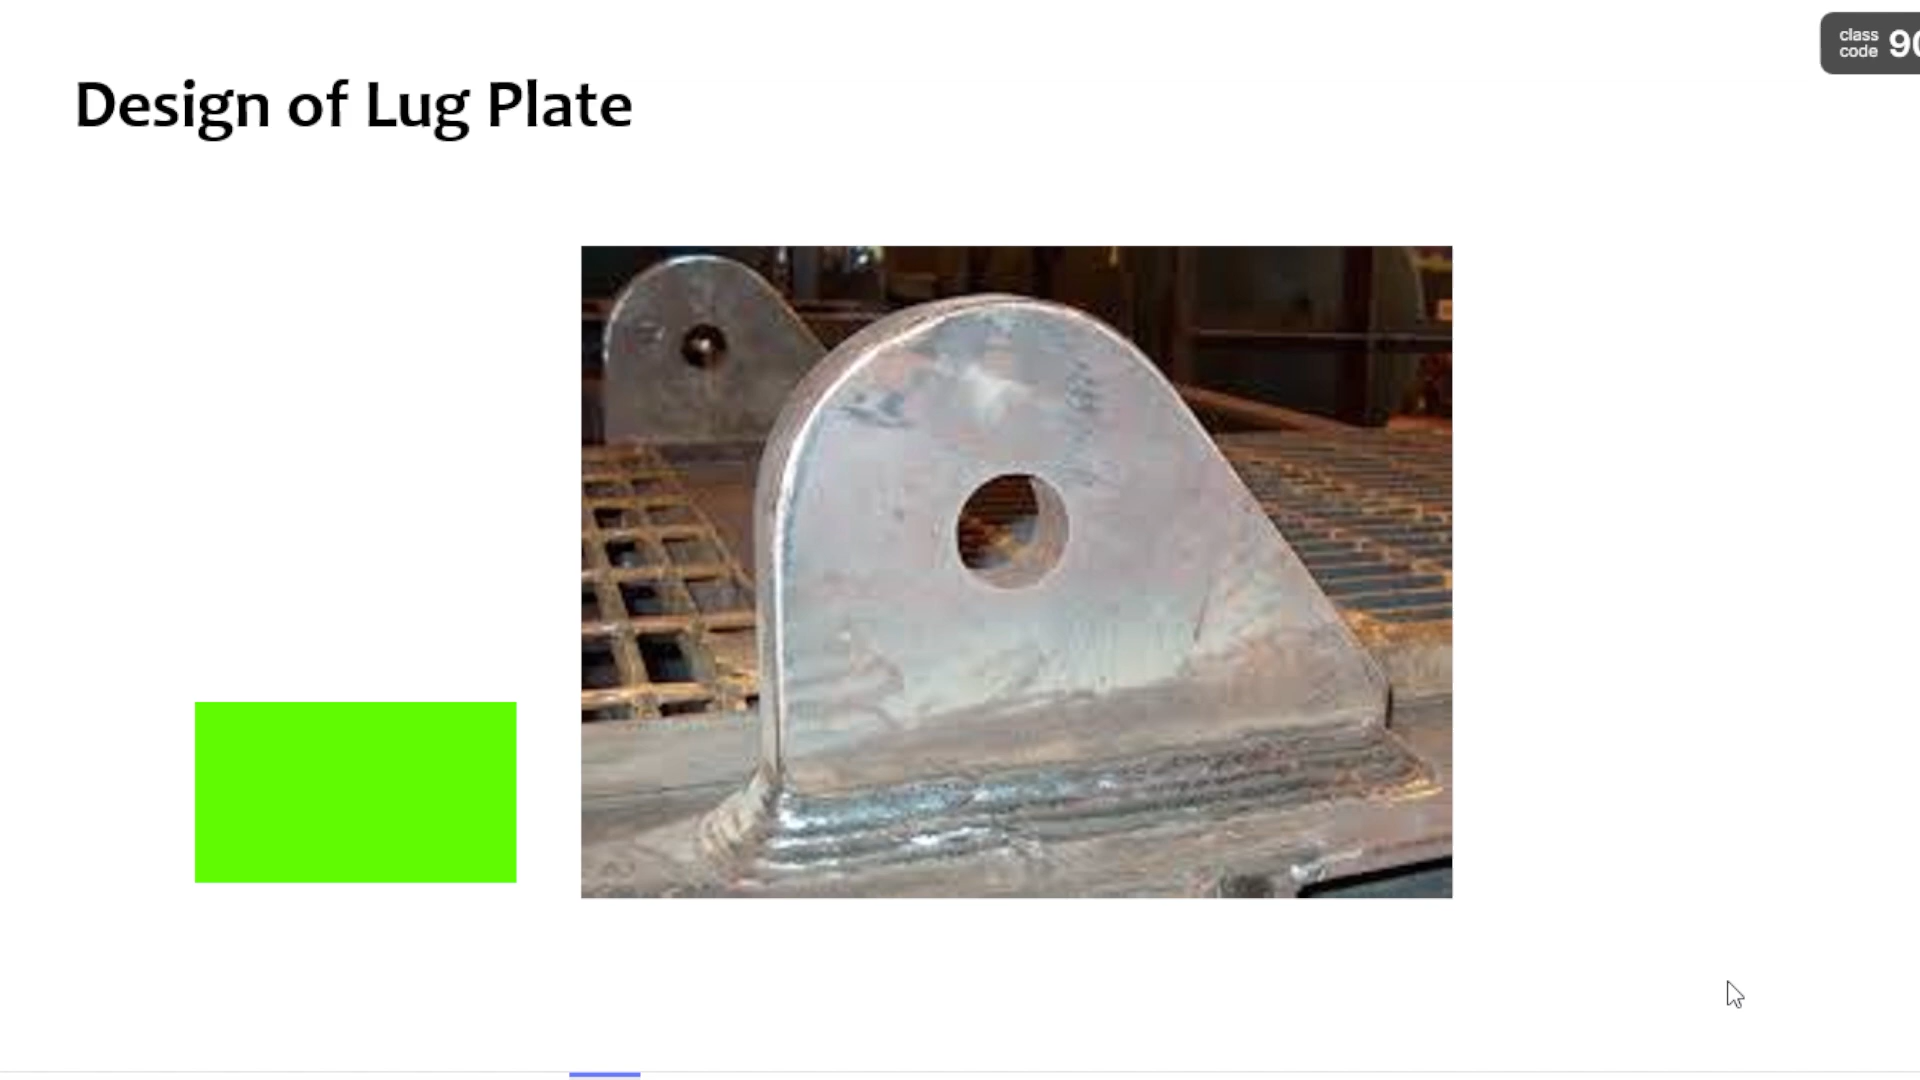 Design of Lug Plate
class
code